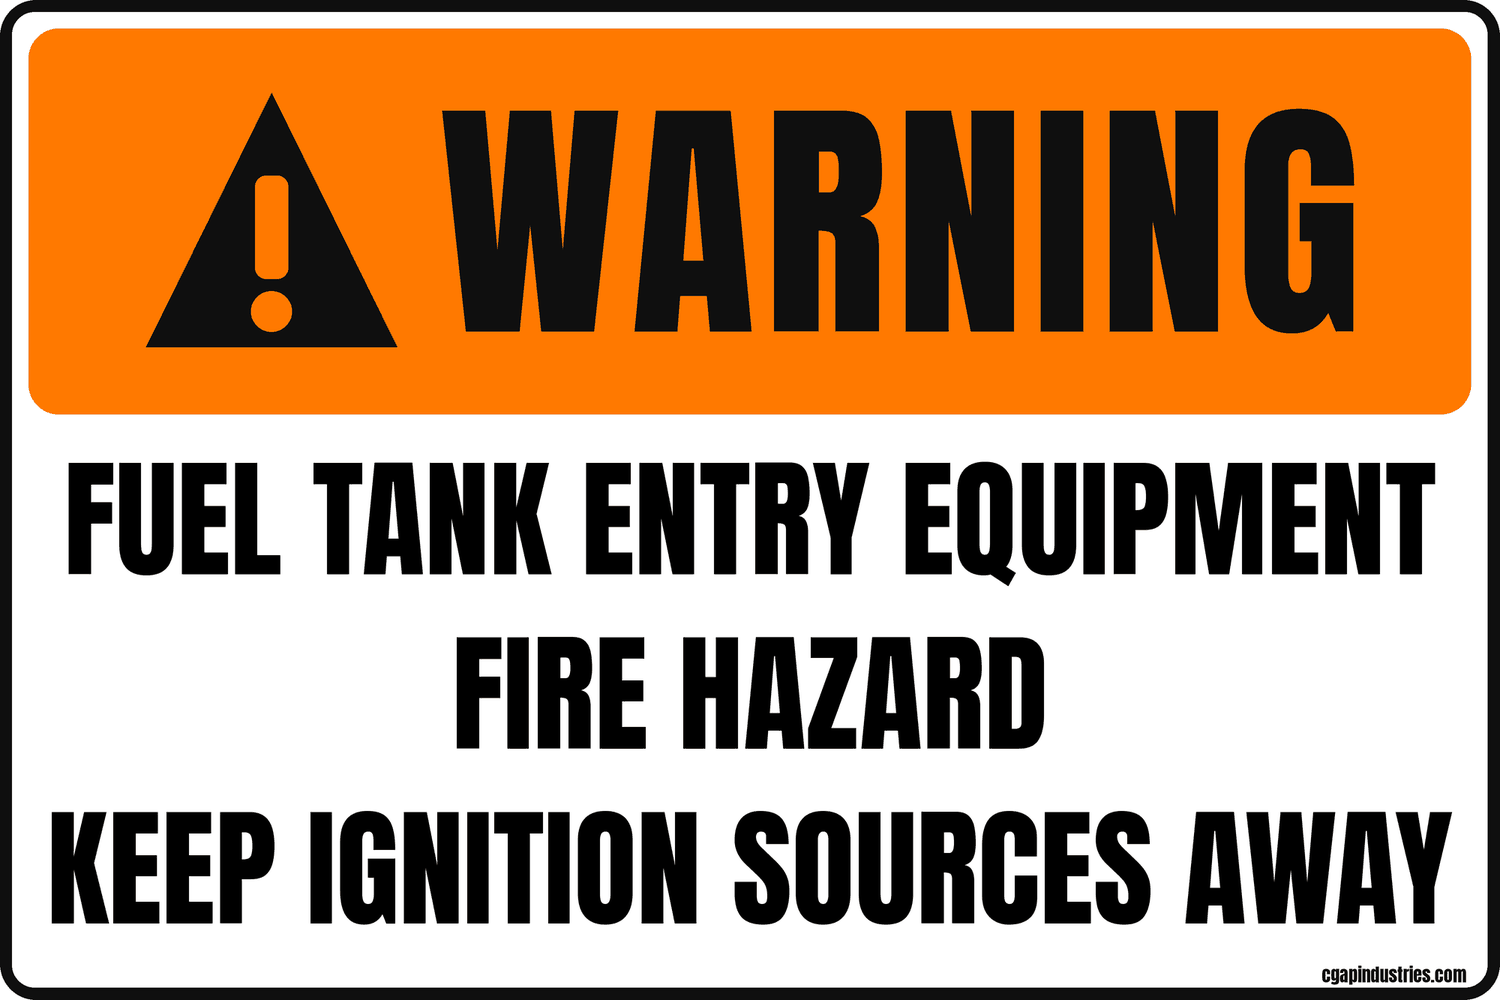 WARNING
FUEL TANK ENTRY EQUIPMENT
FIRE HAZARD
KEEP IGNITION SOURCES AWAY
cgapindustries.com